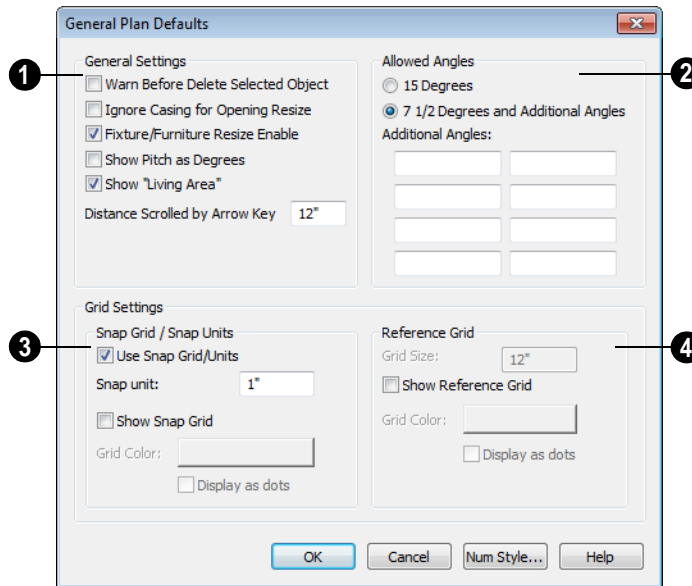 General Plan Defaults
1
General Settings
Warn Before Delete Selected Object
Ignore Casing for Opening Resize
Fixture/Furniture Resize Enable
Show Pitch as Degrees
Show "Living Area"
Distance Scrolled by Arrow Key 12"
2
Allowed Angles
15 Degrees
7 1/2 Degrees and Additional Angles
Additional Angles:
Grid Settings
3
Snap Grid / Snap Units
Use Snap Grid/Units
Snap unit: 1"
Show Snap Grid
Grid Color:
Display as dots
4
Reference Grid
Grid Size: 12"
Show Reference Grid
Grid Color:
Display as dots
OK Cancel Num Style... Help